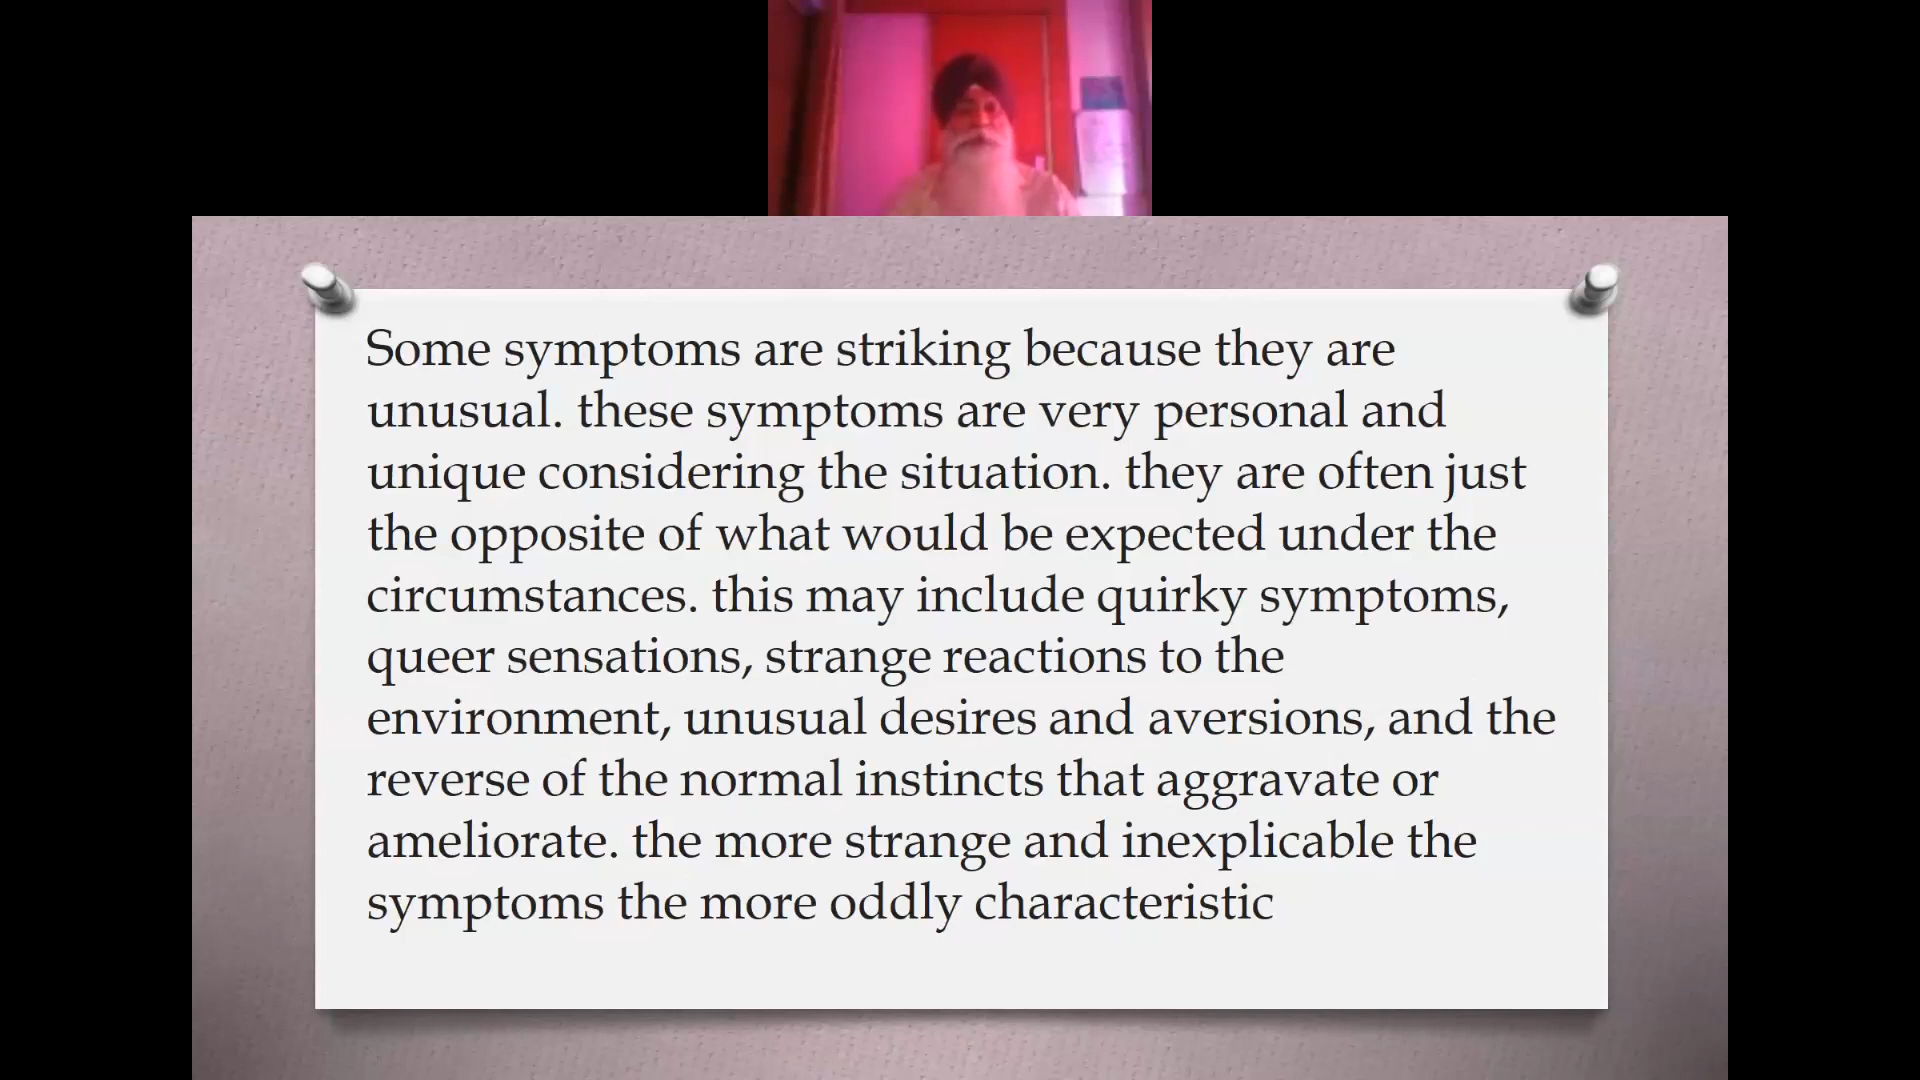 Some symptoms are striking because they are
unusual. these symptoms are very personal and
unique considering the situation. they are often just
the opposite of what would be expected under the
circumstances. this may include quirky symptoms,
queer sensations, strange reactions to the
environment, unusual desires and aversions, and the
reverse of the normal instincts that aggravate or
ameliorate. the more strange and inexplicable the
symptoms the more oddly characteristic